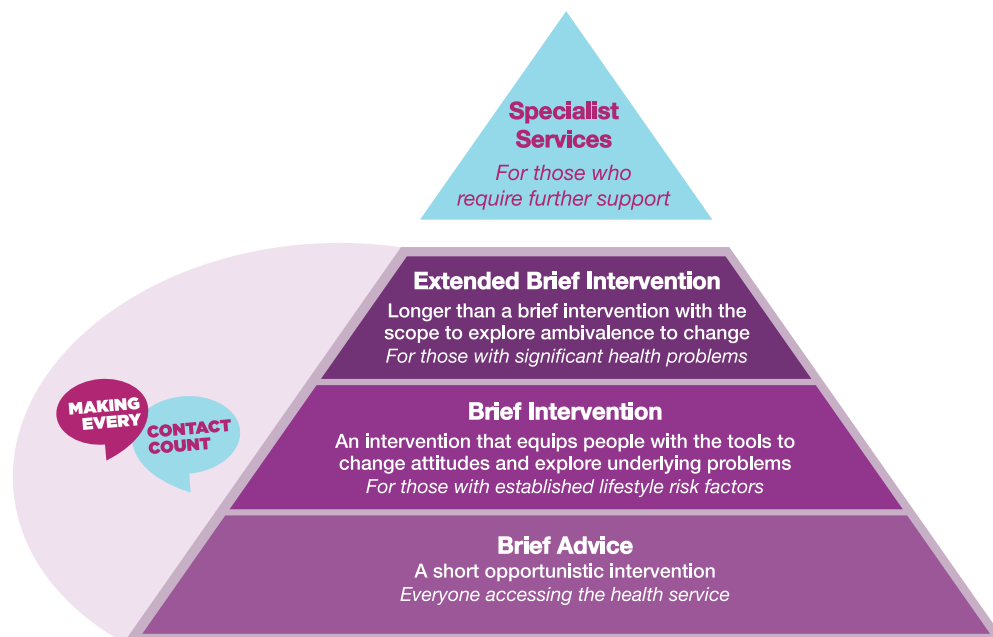 Specialist
Services
For those who
require further support
Extended Brief Intervention
Longer than a brief intervention with the
scope to explore ambivalence to change
For those with significant health problems
MAKING
EVERY
CONTACT
COUNT
Brief Intervention
An intervention that equips people with the tools to
change attitudes and explore underlying problems
For those with established lifestyle risk factors
Brief Advice
A short opportunistic intervention
Everyone accessing the health service